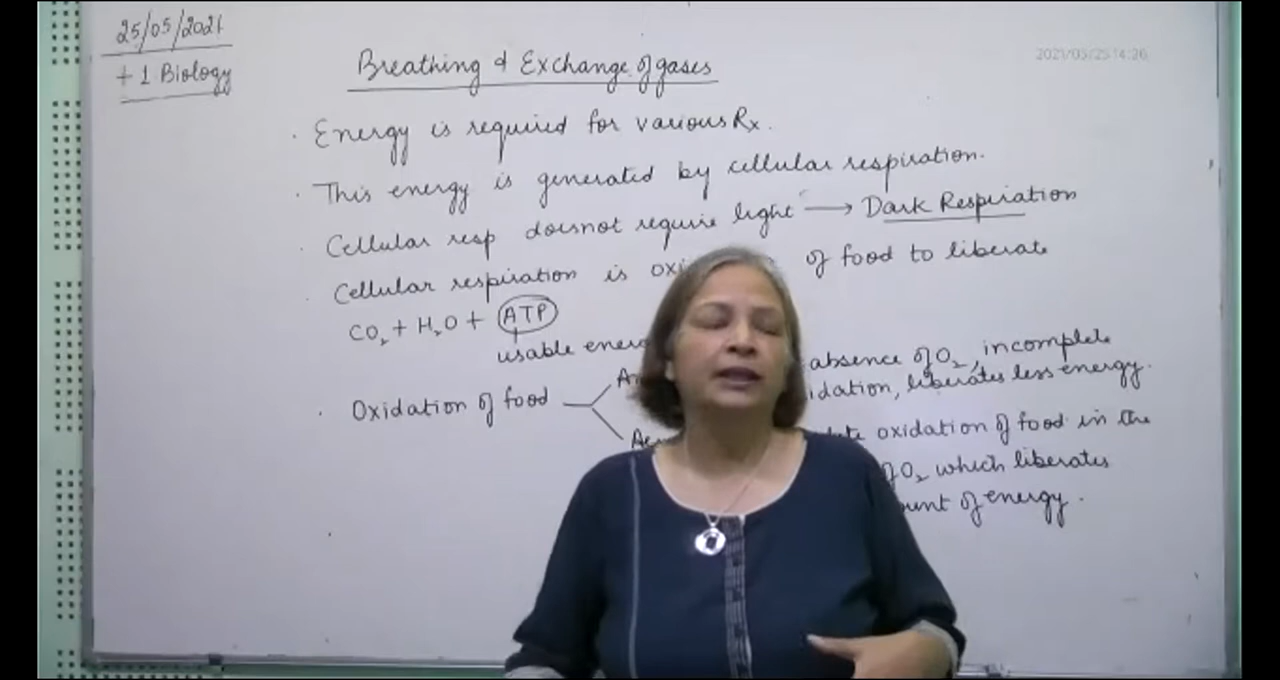 25/05/2021
+1 Biology
2021/05/25 14:26
Breathing & Exchange of gases
· Energy is required for various Rx.
· This energy is generated by cellular respiration.
· Cellular resp doesnot require light → Dark Respiration
· Cellular respiration is of food to liberate
CO₂ + H₂O + ATP
usable
absence of O₂, incomplete
liberates less energy.
· Oxidation of food
oxidation of food in the
of O₂ which liberates
of energy.